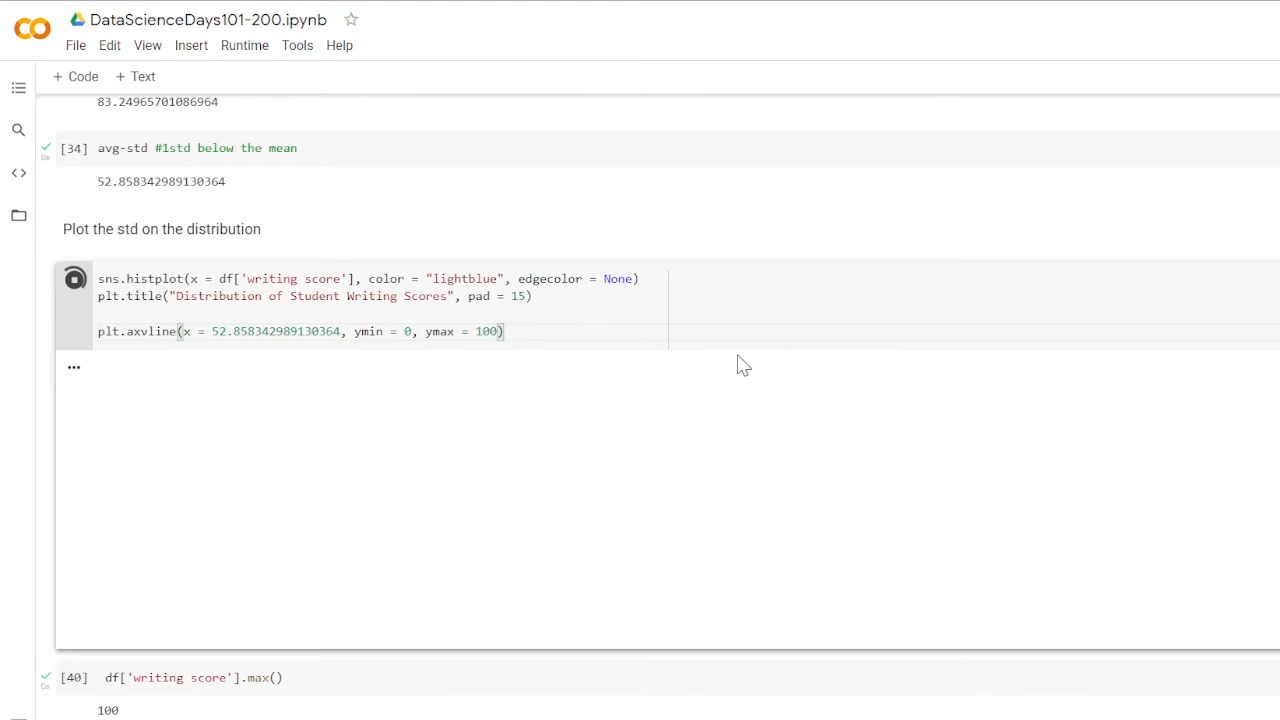 DataScienceDays101-200.ipynb
File Edit View Insert Runtime Tools Help
+ Code + Text
83.24965701086964
[34] avg-std #1std below the mean
0s
52.858342989130364
Plot the std on the distribution
sns.histplot(x = df['writing score'], color = "lightblue", edgecolor = None)
plt.title("Distribution of Student Writing Scores", pad = 15)
plt.axvline(x = 52.858342989130364, ymin = 0, ymax = 100)
...
[40] df['writing score'].max()
0s
100